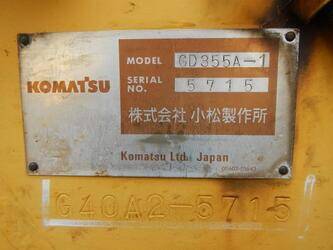 KOMATSU
MODEL GD355A-1
SERIAL NO. 5715
株式会社 小松製作所
Komatsu Ltd. Japan
G40A2-5715